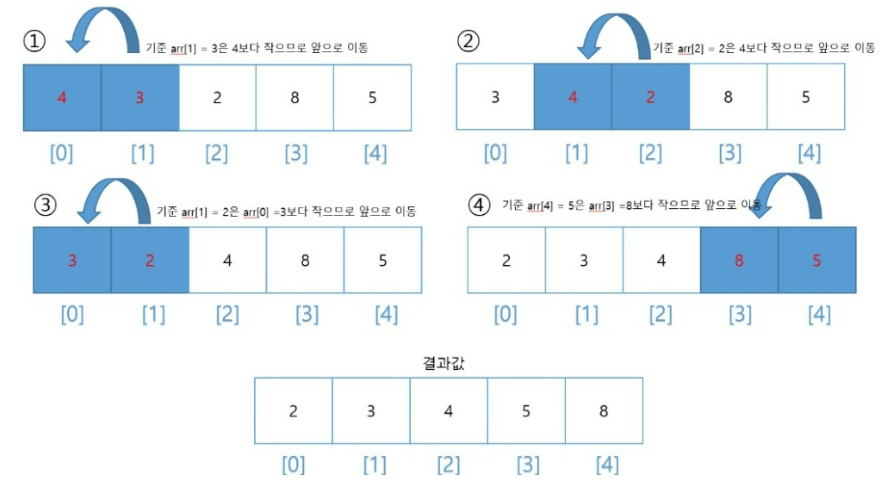 ① 기준 arr[1] = 3은 4보다 작으므로 앞으로 이동
4 3 2 8 5
[0] [1] [2] [3] [4]
② 기준 arr[2] = 2은 4보다 작으므로 앞으로 이동
3 4 2 8 5
[0] [1] [2] [3] [4]
③ 기준 arr[1] = 2은 arr[0] =3보다 작으므로 앞으로 이동
3 2 4 8 5
[0] [1] [2] [3] [4]
④ 기준 arr[4] = 5은 arr[3] =8보다 작으므로 앞으로 이동
2 3 4 8 5
[0] [1] [2] [3] [4]
결과값
2 3 4 5 8
[0] [1] [2] [3] [4]